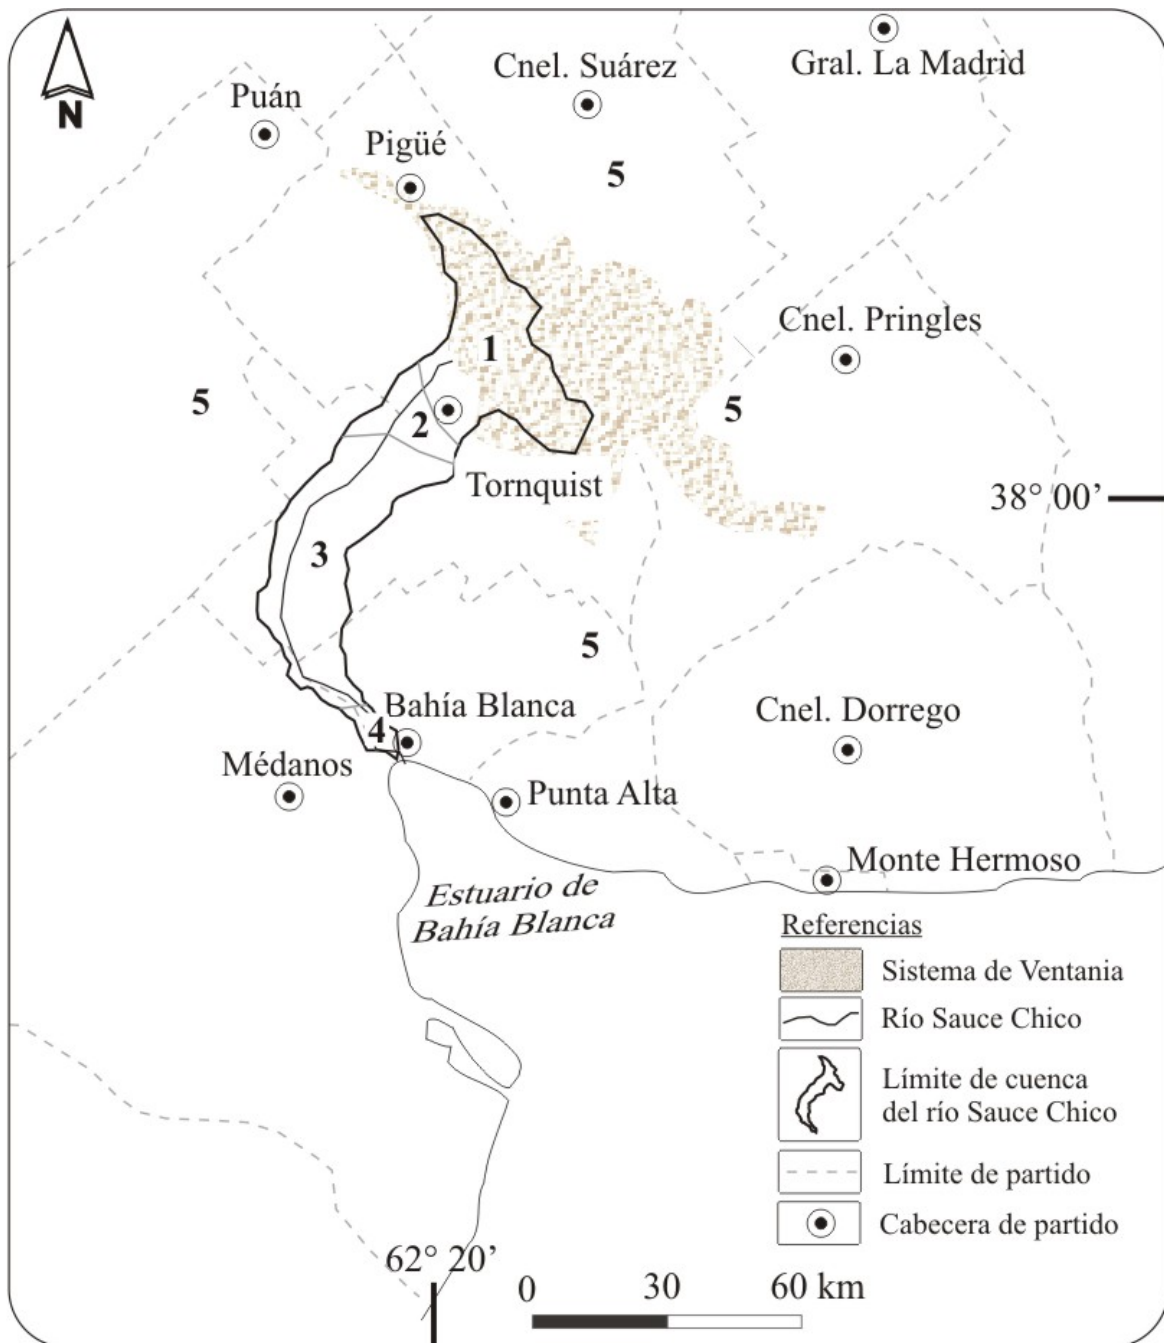 Gral. La Madrid
Cnel. Suárez
Puán
N
Pigüé
5
Cnel. Pringles
1
5
5
2
Tornquist
38° 00’
3
5
Bahía Blanca
Cnel. Dorrego
4
Médanos
Punta Alta
Monte Hermoso
Estuario de
Bahía Blanca
Referencias
Sistema de Ventania
Río Sauce Chico
Límite de cuenca
del río Sauce Chico
Límite de partido
Cabecera de partido
62° 20’
0 30 60 km